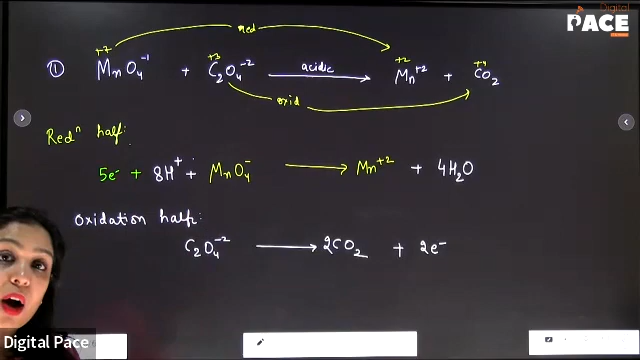 Digital
PACE
red
+7 +3 +2 +4
① MnO₄⁻¹ + C₂O₄⁻² acidic → Mn⁺² + CO₂
oxid
Redⁿ half:
5e⁻ + 8H⁺ + MnO₄⁻ → Mn⁺² + 4H₂O
Oxidation half:
C₂O₄⁻² → 2CO₂ + 2e⁻
Digital Pace